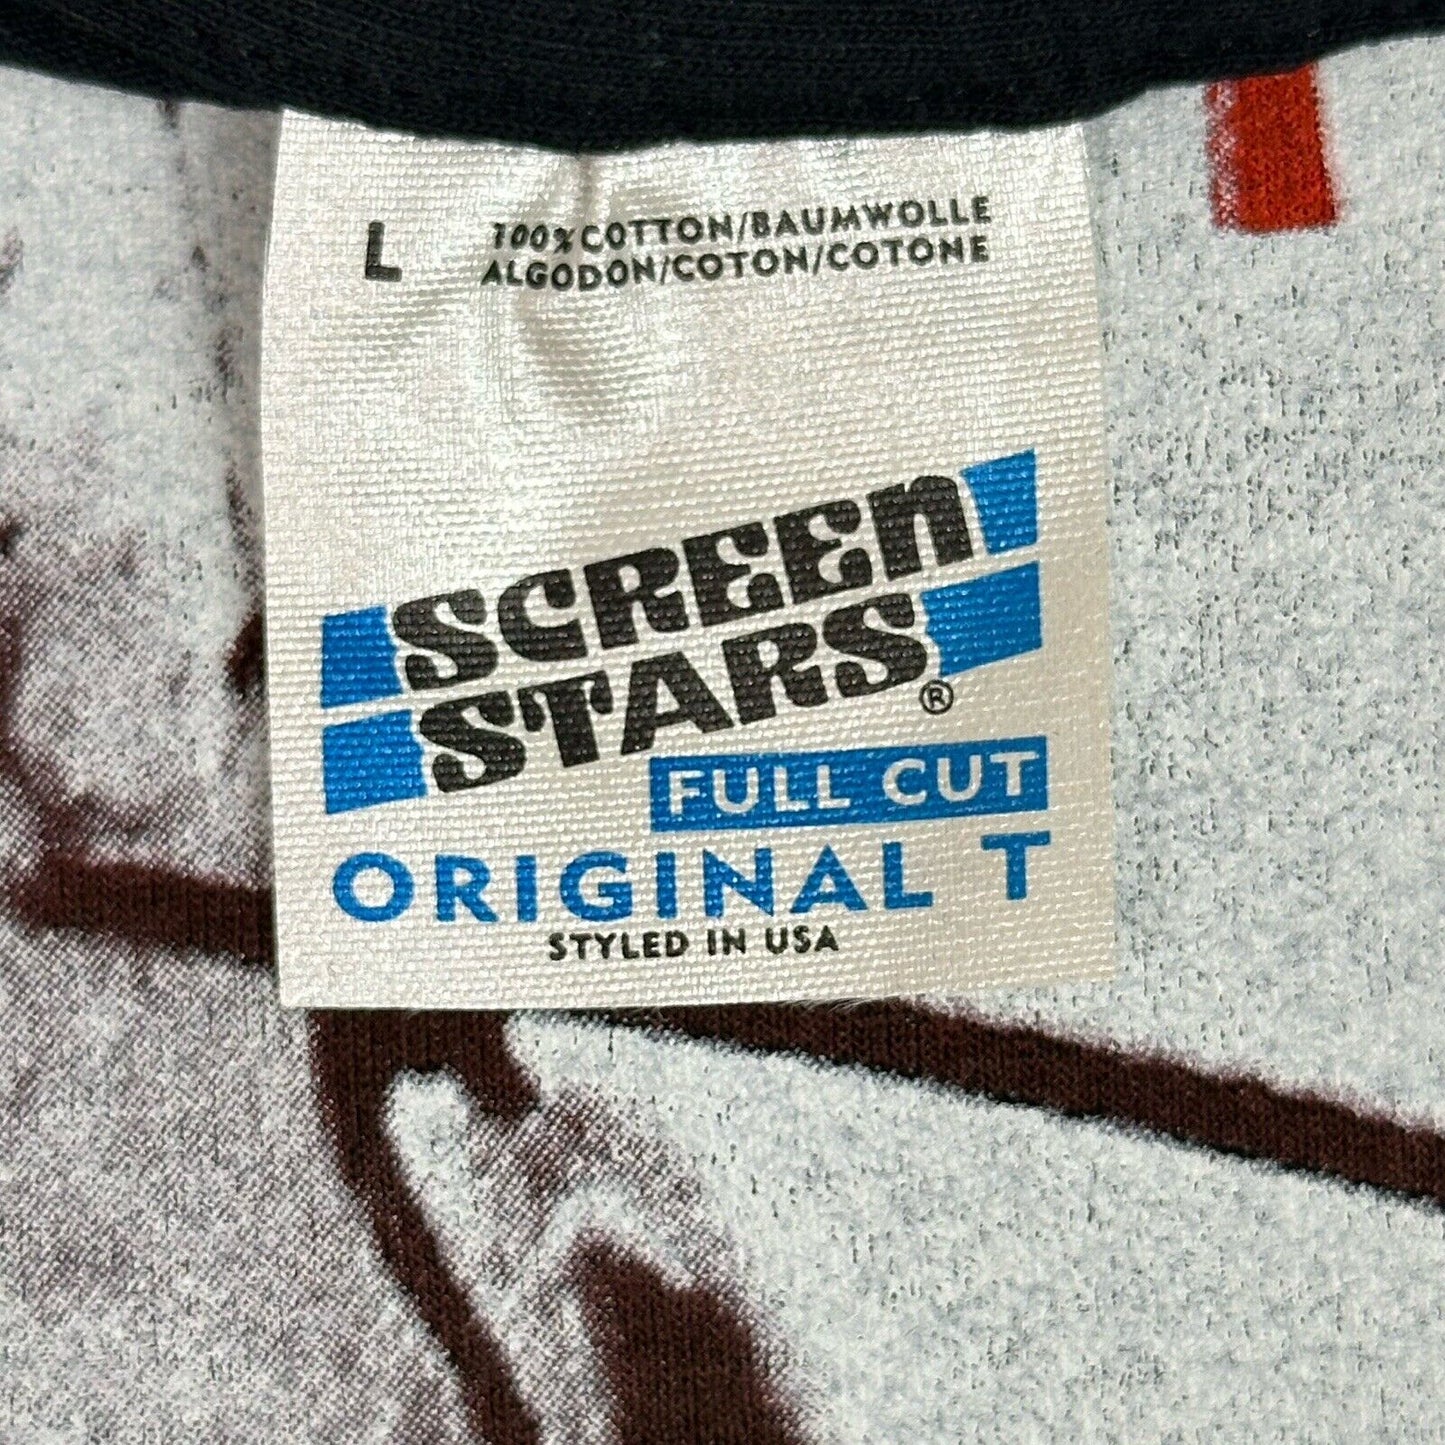 L
100% COTTON/BAUMWOLLE
ALGODON/COTON/COTONE
SCREEN
STARS®
FULL CUT
ORIGINAL T
STYLED IN USA